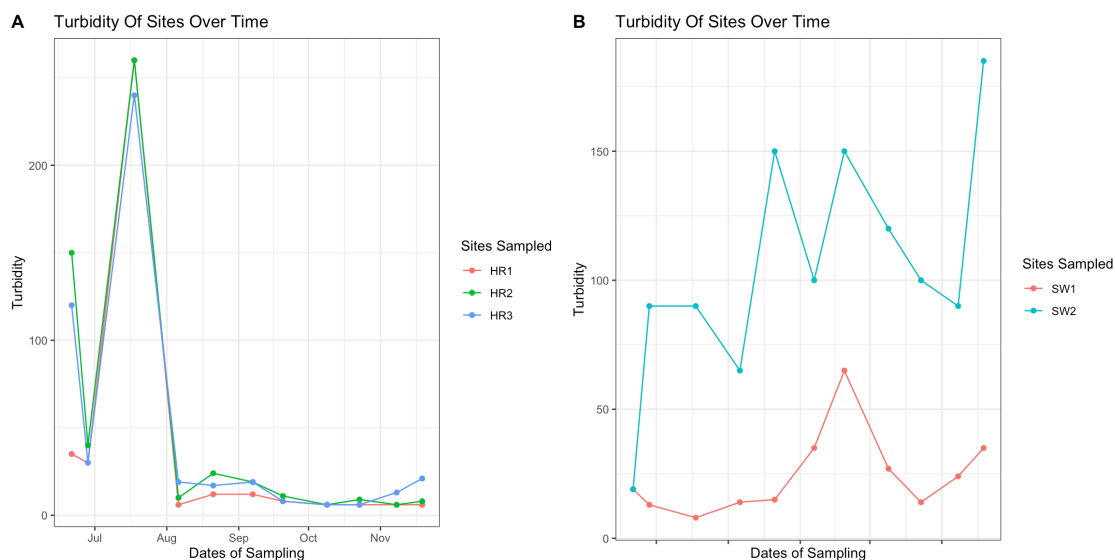 A
Turbidity Of Sites Over Time
Turbidity
200
100
0
Jul Aug Sep Oct Nov
Dates of Sampling
Sites Sampled
HR1
HR2
HR3
B
Turbidity Of Sites Over Time
Turbidity
150
100
50
0
Dates of Sampling
Sites Sampled
SW1
SW2